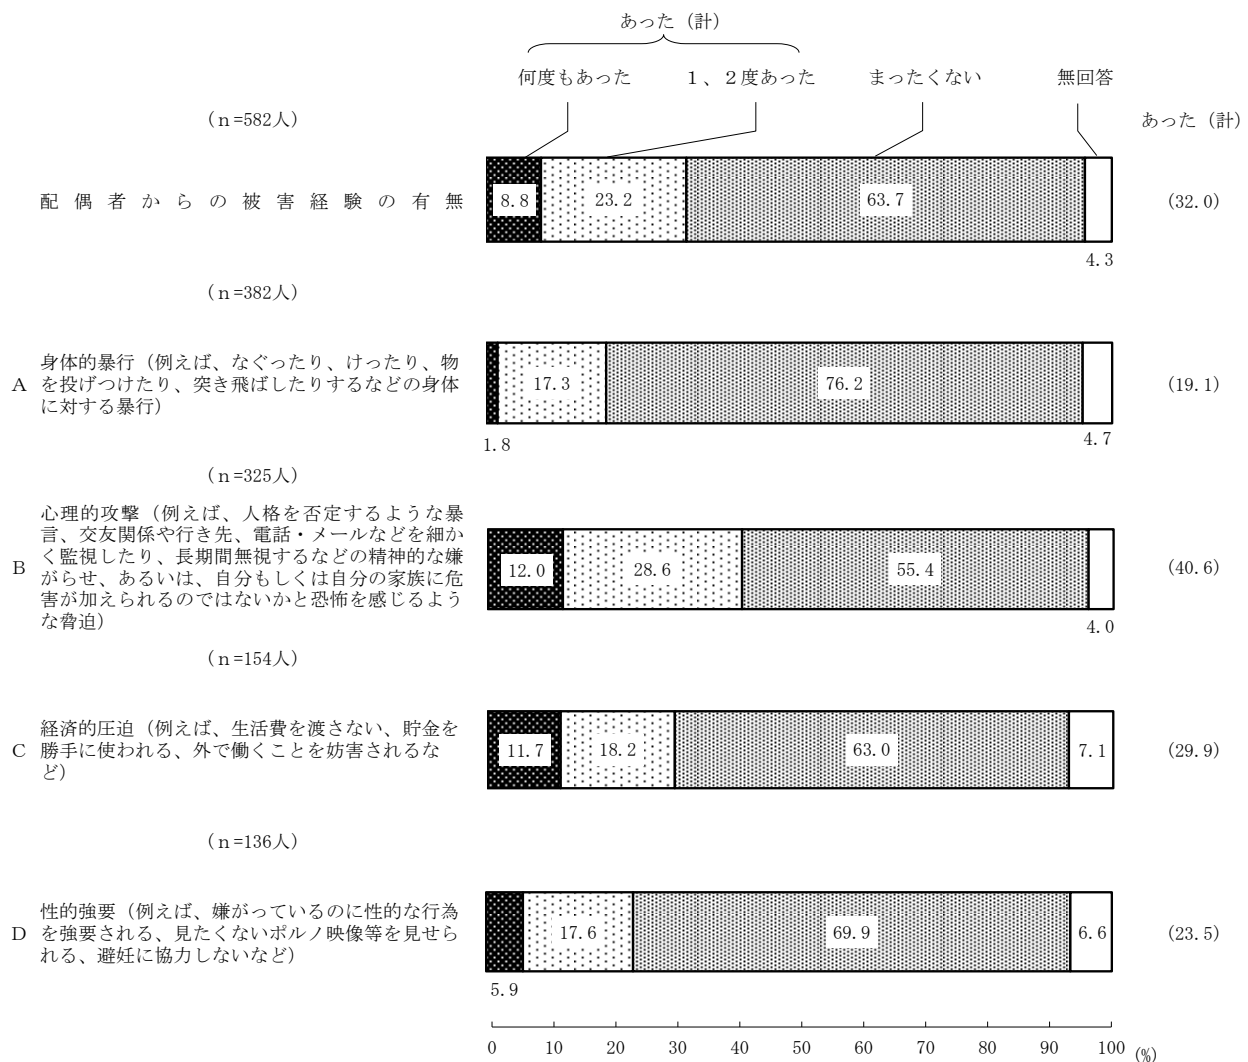 あった（計）
何度もあった
１、２度あった
まったくない
無回答
（ｎ=582人）
あった（計）
配偶者からの被害経験の有無
8.8
23.2
63.7
(32.0)
4.3
（ｎ=382人）
A
身体的暴行（例えば、なぐったり、けったり、物
を投げつけたり、突き飛ばしたりするなどの身体
に対する暴行）
17.3
76.2
(19.1)
1.8
4.7
（ｎ=325人）
B
心理的攻撃（例えば、人格を否定するような暴
言、交友関係や行き先、電話・メールなどを細か
く監視したり、長期間無視するなどの精神的な嫌
がらせ、あるいは、自分もしくは自分の家族に危
害が加えられるのではないかと恐怖を感じるよう
な脅迫）
12.0
28.6
55.4
(40.6)
4.0
（ｎ=154人）
C
経済的圧迫（例えば、生活費を渡さない、貯金を
勝手に使われる、外で働くことを妨害されるな
ど）
11.7
18.2
63.0
7.1
(29.9)
（ｎ=136人）
D
性的強要（例えば、嫌がっているのに性的な行為
を強要される、見たくないポルノ映像等を見せら
れる、避妊に協力しないなど）
17.6
69.9
6.6
(23.5)
5.9
0 10 20 30 40 50 60 70 80 90 100 (%)